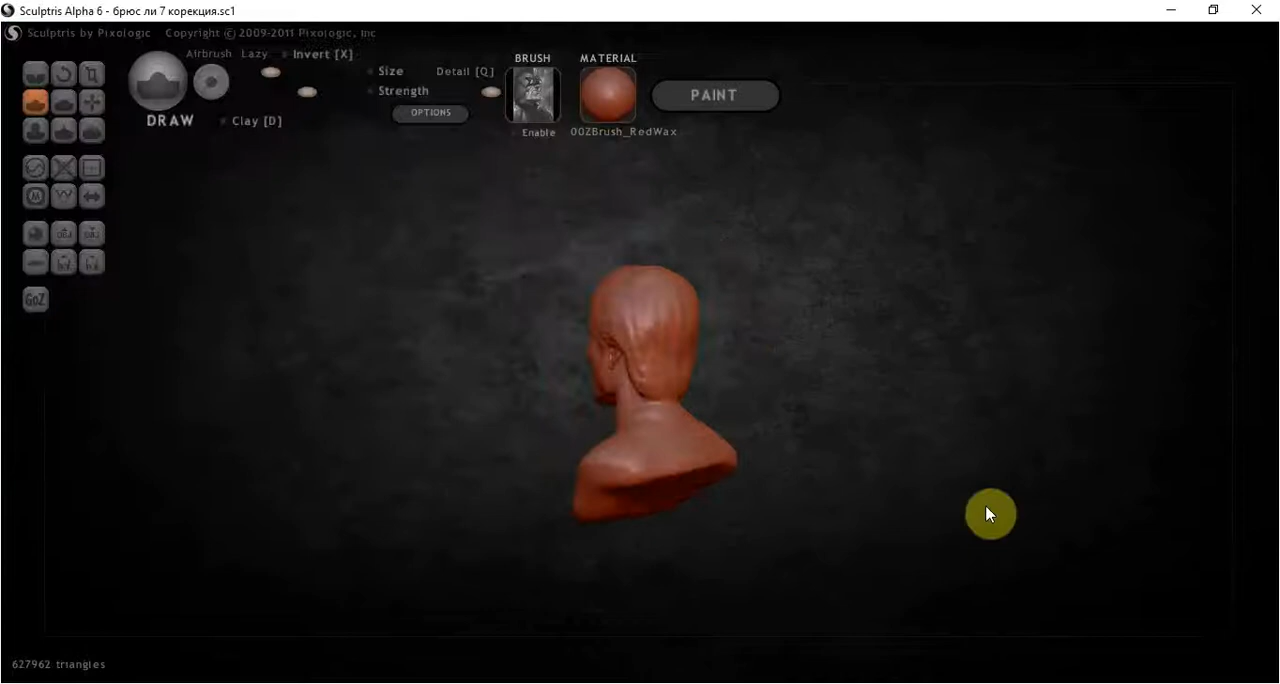 Sculptris Alpha 6 - брюс ли 7 корекция.sc1
Sculptris by Pixologic Copyright © 2009-2011 Pixologic, Inc
Airbrush Lazy Invert [X]
BRUSH
MATERIAL
Size Detail [Q]
Strength
PAINT
OPTIONS
DRAW
Clay [D]
Enable
00ZBrush_RedWax
GoZ
627962 triangles